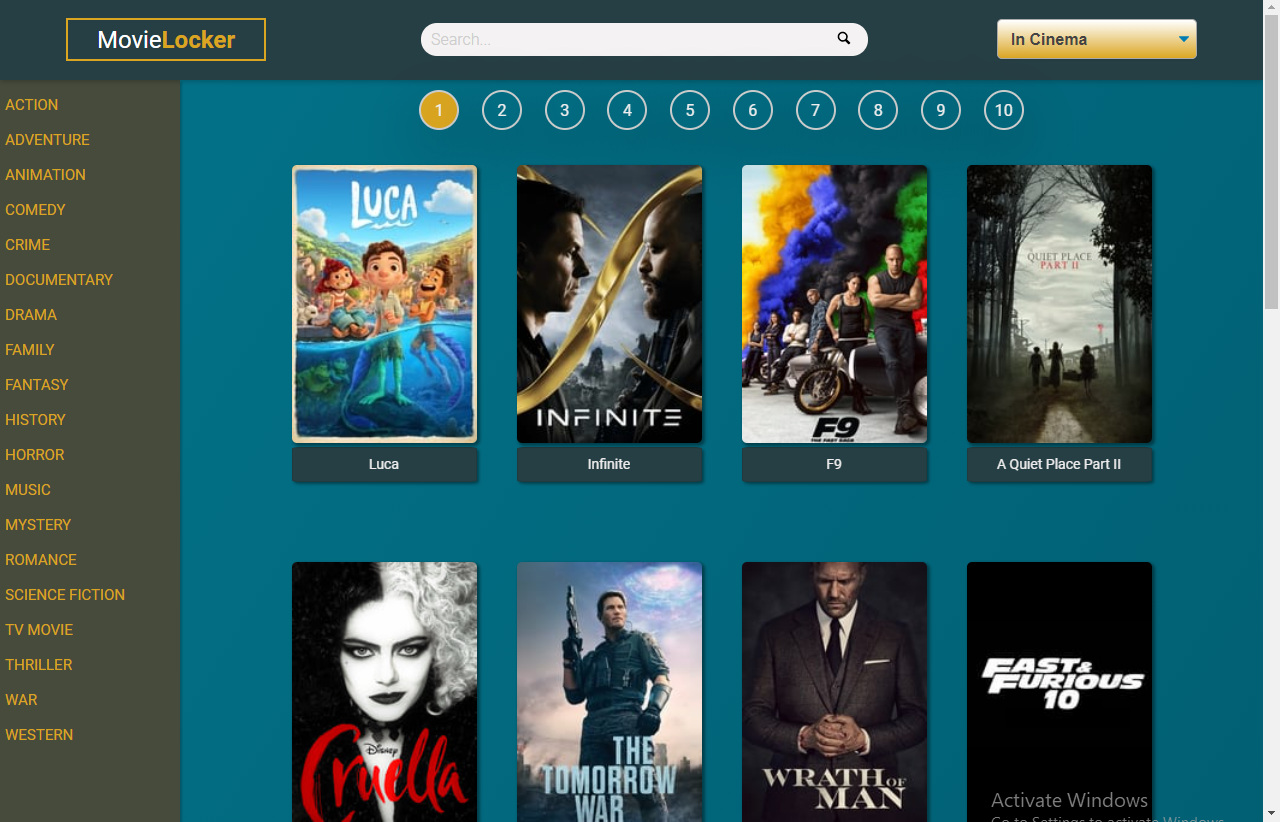 MovieLocker
Search...
In Cinema
1 2 3 4 5 6 7 8 9 10
ACTION
ADVENTURE
ANIMATION
COMEDY
CRIME
DOCUMENTARY
DRAMA
FAMILY
FANTASY
HISTORY
HORROR
MUSIC
MYSTERY
ROMANCE
SCIENCE FICTION
TV MOVIE
THRILLER
WAR
WESTERN
LUCA
INFINITE
F9
THE FAST SAGA
QUIET PLACE
PART II
Luca
Infinite
F9
A Quiet Place Part II
Disney
Cruella
THE
TOMORROW
WAR
WRATH OF
MAN
FAST &
FURIOUS
10
Activate Windows
Go to Settings to activate Windows.